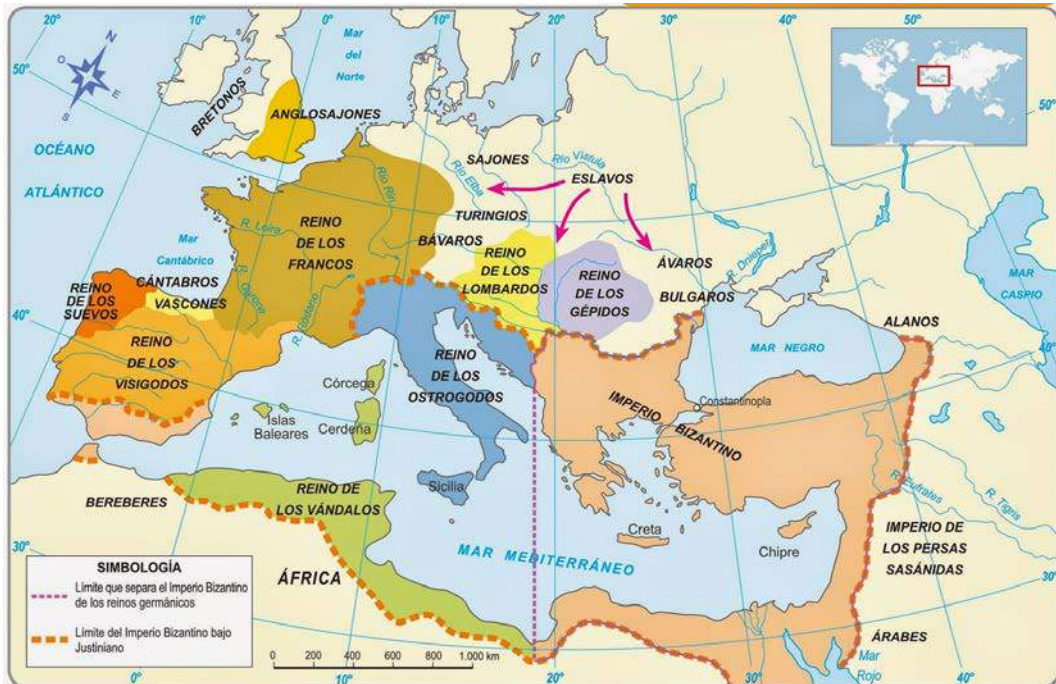 20°
10°
0°
10°
20°
30°
40°
50°
N
O
E
S
50°
Mar
del
Norte
BRETONOS
ANGLOSAJONES
OCÉANO
ATLÁNTICO
SAJONES
Río Vístula
Río Elba
ESLAVOS
Río Rin
TURINGIOS
R. Loira
REINO
DE LOS
FRANCOS
BÁVAROS
REINO
DE LOS
LOMBARDOS
ÁVAROS
REINO
DE LOS
GÉPIDOS
BULGAROS
R. Dnieper
MAR
CASPIO
Mar
Cantábrico
CÁNTABROS
VASCONES
R. Garona
R. Ródano
REINO
DE LOS
SUEVOS
40°
REINO
DE LOS
VISIGODOS
REINO
DE LOS
OSTROGODOS
MAR NEGRO
ALANOS
40°
Córcega
Cerdeña
Islas
Baleares
Constantinopla
IMPERIO
BIZANTINO
BEREBERES
REINO DE
LOS VÁNDALOS
Sicilia
Creta
Chipre
R. Eufrates
R. Tigris
IMPERIO DE
LOS PERSAS
SASÁNIDAS
30°
MAR MEDITERRÁNEO
ÁFRICA
30°
ÁRABES
Mar
Rojo
SIMBOLOGÍA
Límite que separa el Imperio Bizantino
de los reinos germánicos
Límite del Imperio Bizantino bajo
Justiniano
0 200 400 600 800 1.000 km
0°
10°
20°
30°
40°